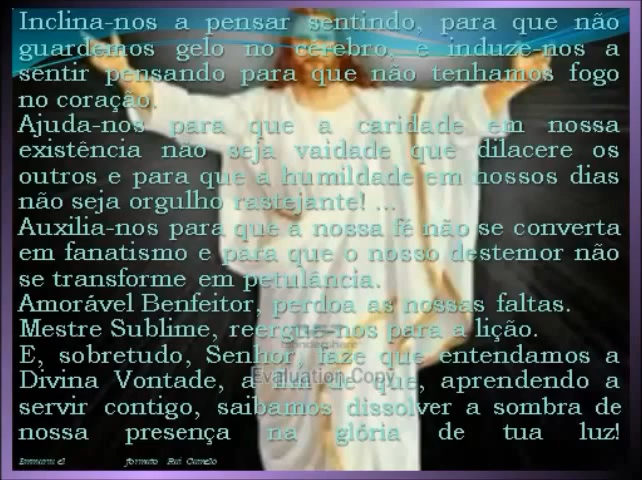 Inclina-nos a pensar sentindo, para que não
guardemos gelo no cérebro, e induze-nos a
sentir pensando para que não tenhamos fogo
no coração.
Ajuda-nos para que a caridade em nossa
existência não seja vaidade que dilacere os
outros e para que a humildade em nossos dias
não seja orgulho rastejante! ...
Auxilia-nos para que a nossa fé não se converta
em fanatismo e para que o nosso destemor não
se transforme em petulância.
Amorável Benfeitor, perdoa as nossas faltas.
Mestre Sublime, reergue-nos para a lição.
E, sobretudo, Senhor, faze que entendamos a
Divina Vontade, a fim de que, aprendendo a
servir contigo, saibamos dissolver a sombra de
nossa presença na glória de tua luz!
Evaluation Copy
Emmanuel formato Rui Camelo